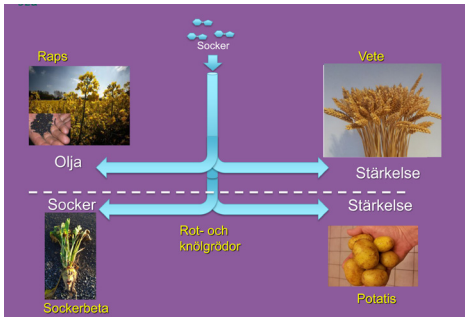 Socker
Raps
Vete
Olja
Stärkelse
Socker
Stärkelse
Rot- och
knölgrödor
Sockerbeta
Potatis